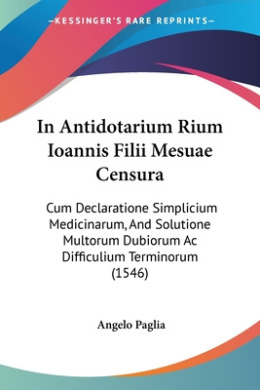 KESSINGER'S RARE REPRINTS
In Antidotarium Rium
Ioannis Filii Mesuae
Censura
Cum Declaratione Simplicium
Medicinarum, And Solutione
Multorum Dubiorum Ac
Difficulium Terminorum
(1546)
Angelo Paglia